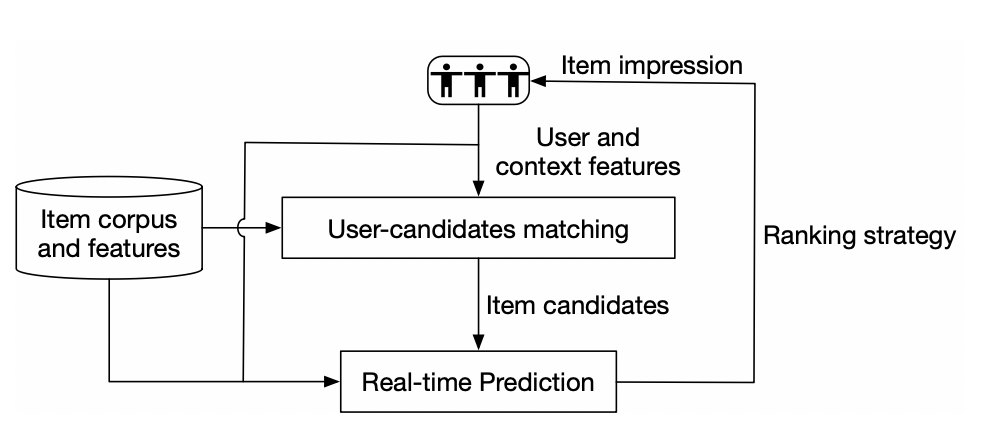 Item impression
User and
context features
Item corpus
and features
User-candidates matching
Ranking strategy
Item candidates
Real-time Prediction